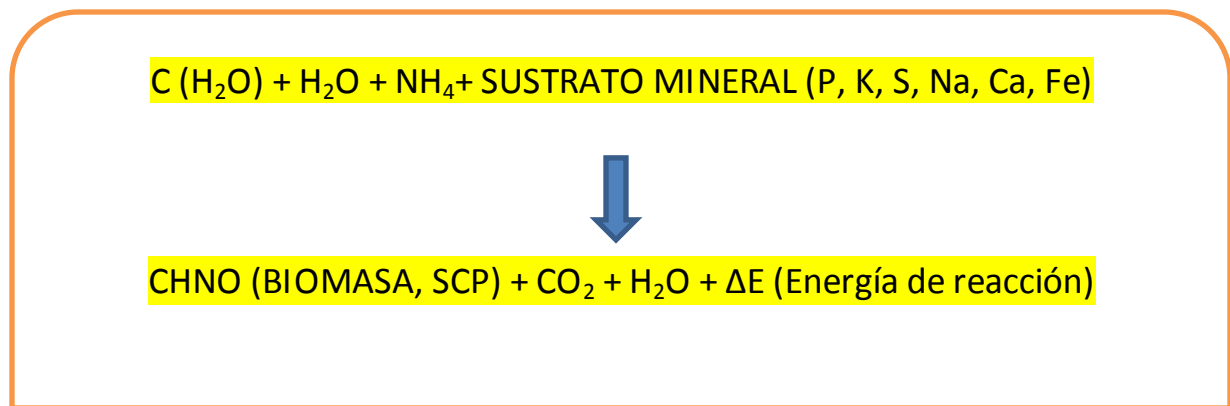 C (H₂O) + H₂O + NH₄+ SUSTRATO MINERAL (P, K, S, Na, Ca, Fe)
CHNO (BIOMASA, SCP) + CO₂ + H₂O + ΔE (Energía de reacción)